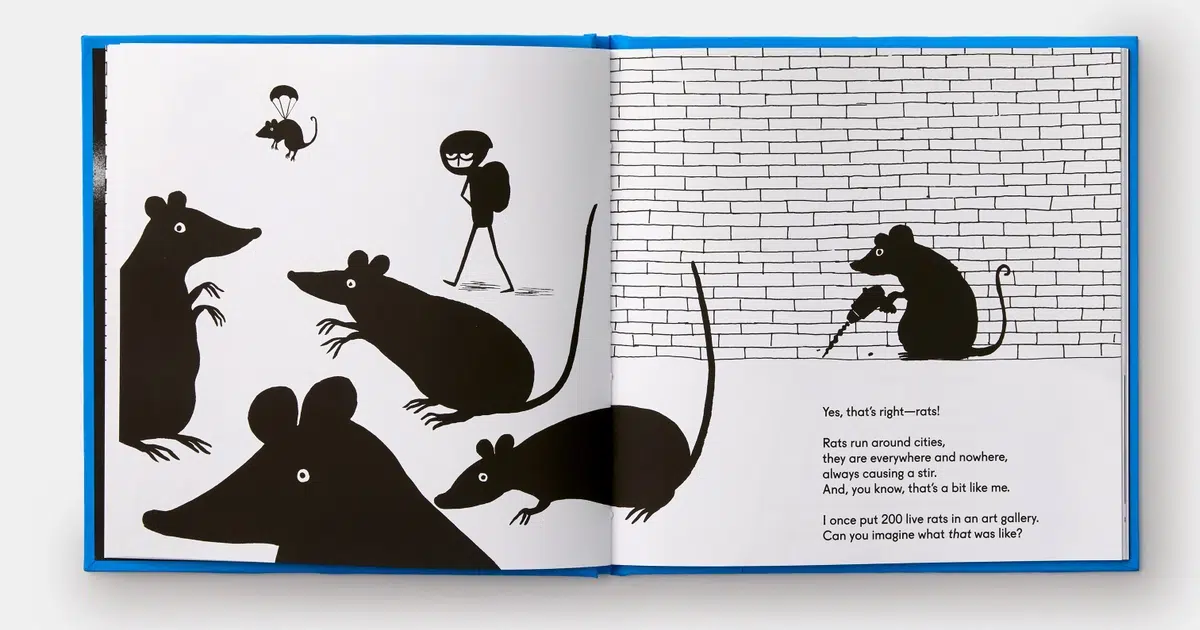 Yes, that's right—rats!
Rats run around cities,
they are everywhere and nowhere,
always causing a stir.
And, you know, that's a bit like me.
I once put 200 live rats in an art gallery.
Can you imagine what that was like?